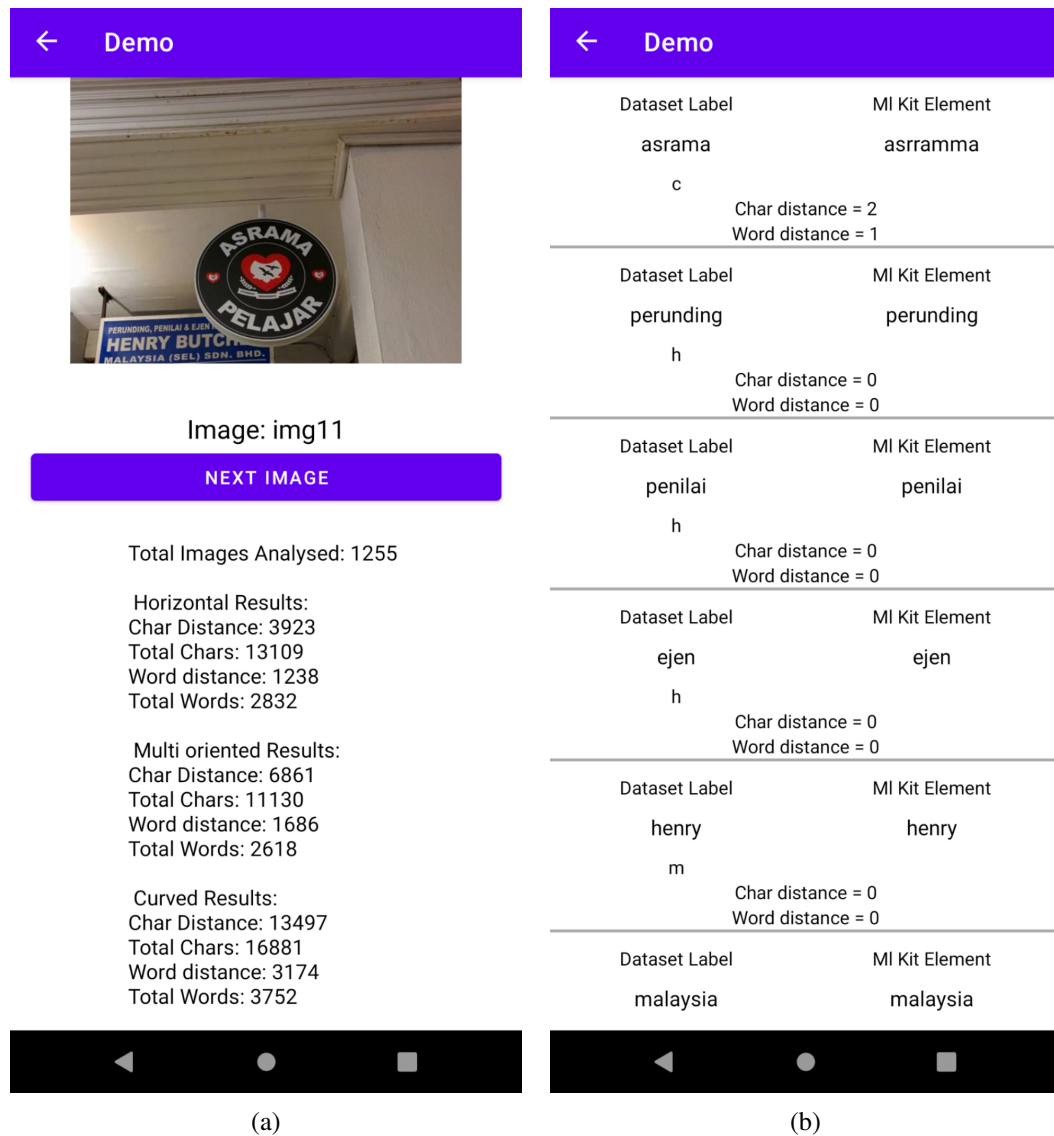 Demo
ASRAMA
PELAJAR
PERUNDING, PENILAI & EJEN
HENRY BUTCH
MALAYSIA (SEL) SDN. BHD.
Image: img11
NEXT IMAGE
Total Images Analysed: 1255
Horizontal Results:
Char Distance: 3923
Total Chars: 13109
Word distance: 1238
Total Words: 2832
Multi oriented Results:
Char Distance: 6861
Total Chars: 11130
Word distance: 1686
Total Words: 2618
Curved Results:
Char Distance: 13497
Total Chars: 16881
Word distance: 3174
Total Words: 3752
(a)
Demo
Dataset Label Ml Kit Element
asrama asrramma
c
Char distance = 2
Word distance = 1
Dataset Label Ml Kit Element
perunding perunding
h
Char distance = 0
Word distance = 0
Dataset Label Ml Kit Element
penilai penilai
h
Char distance = 0
Word distance = 0
Dataset Label Ml Kit Element
ejen ejen
h
Char distance = 0
Word distance = 0
Dataset Label Ml Kit Element
henry henry
m
Char distance = 0
Word distance = 0
Dataset Label Ml Kit Element
malaysia malaysia
(b)